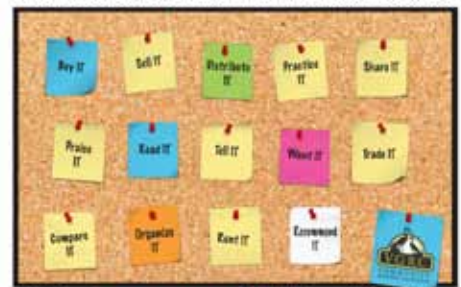 Buy IT
Sell IT
Distribute
IT
Practice
IT
Share IT
Praise
IT
Read IT
Tell IT
Want IT
Trade IT
Compare
IT
Organize
IT
Rent IT
Recommend
IT